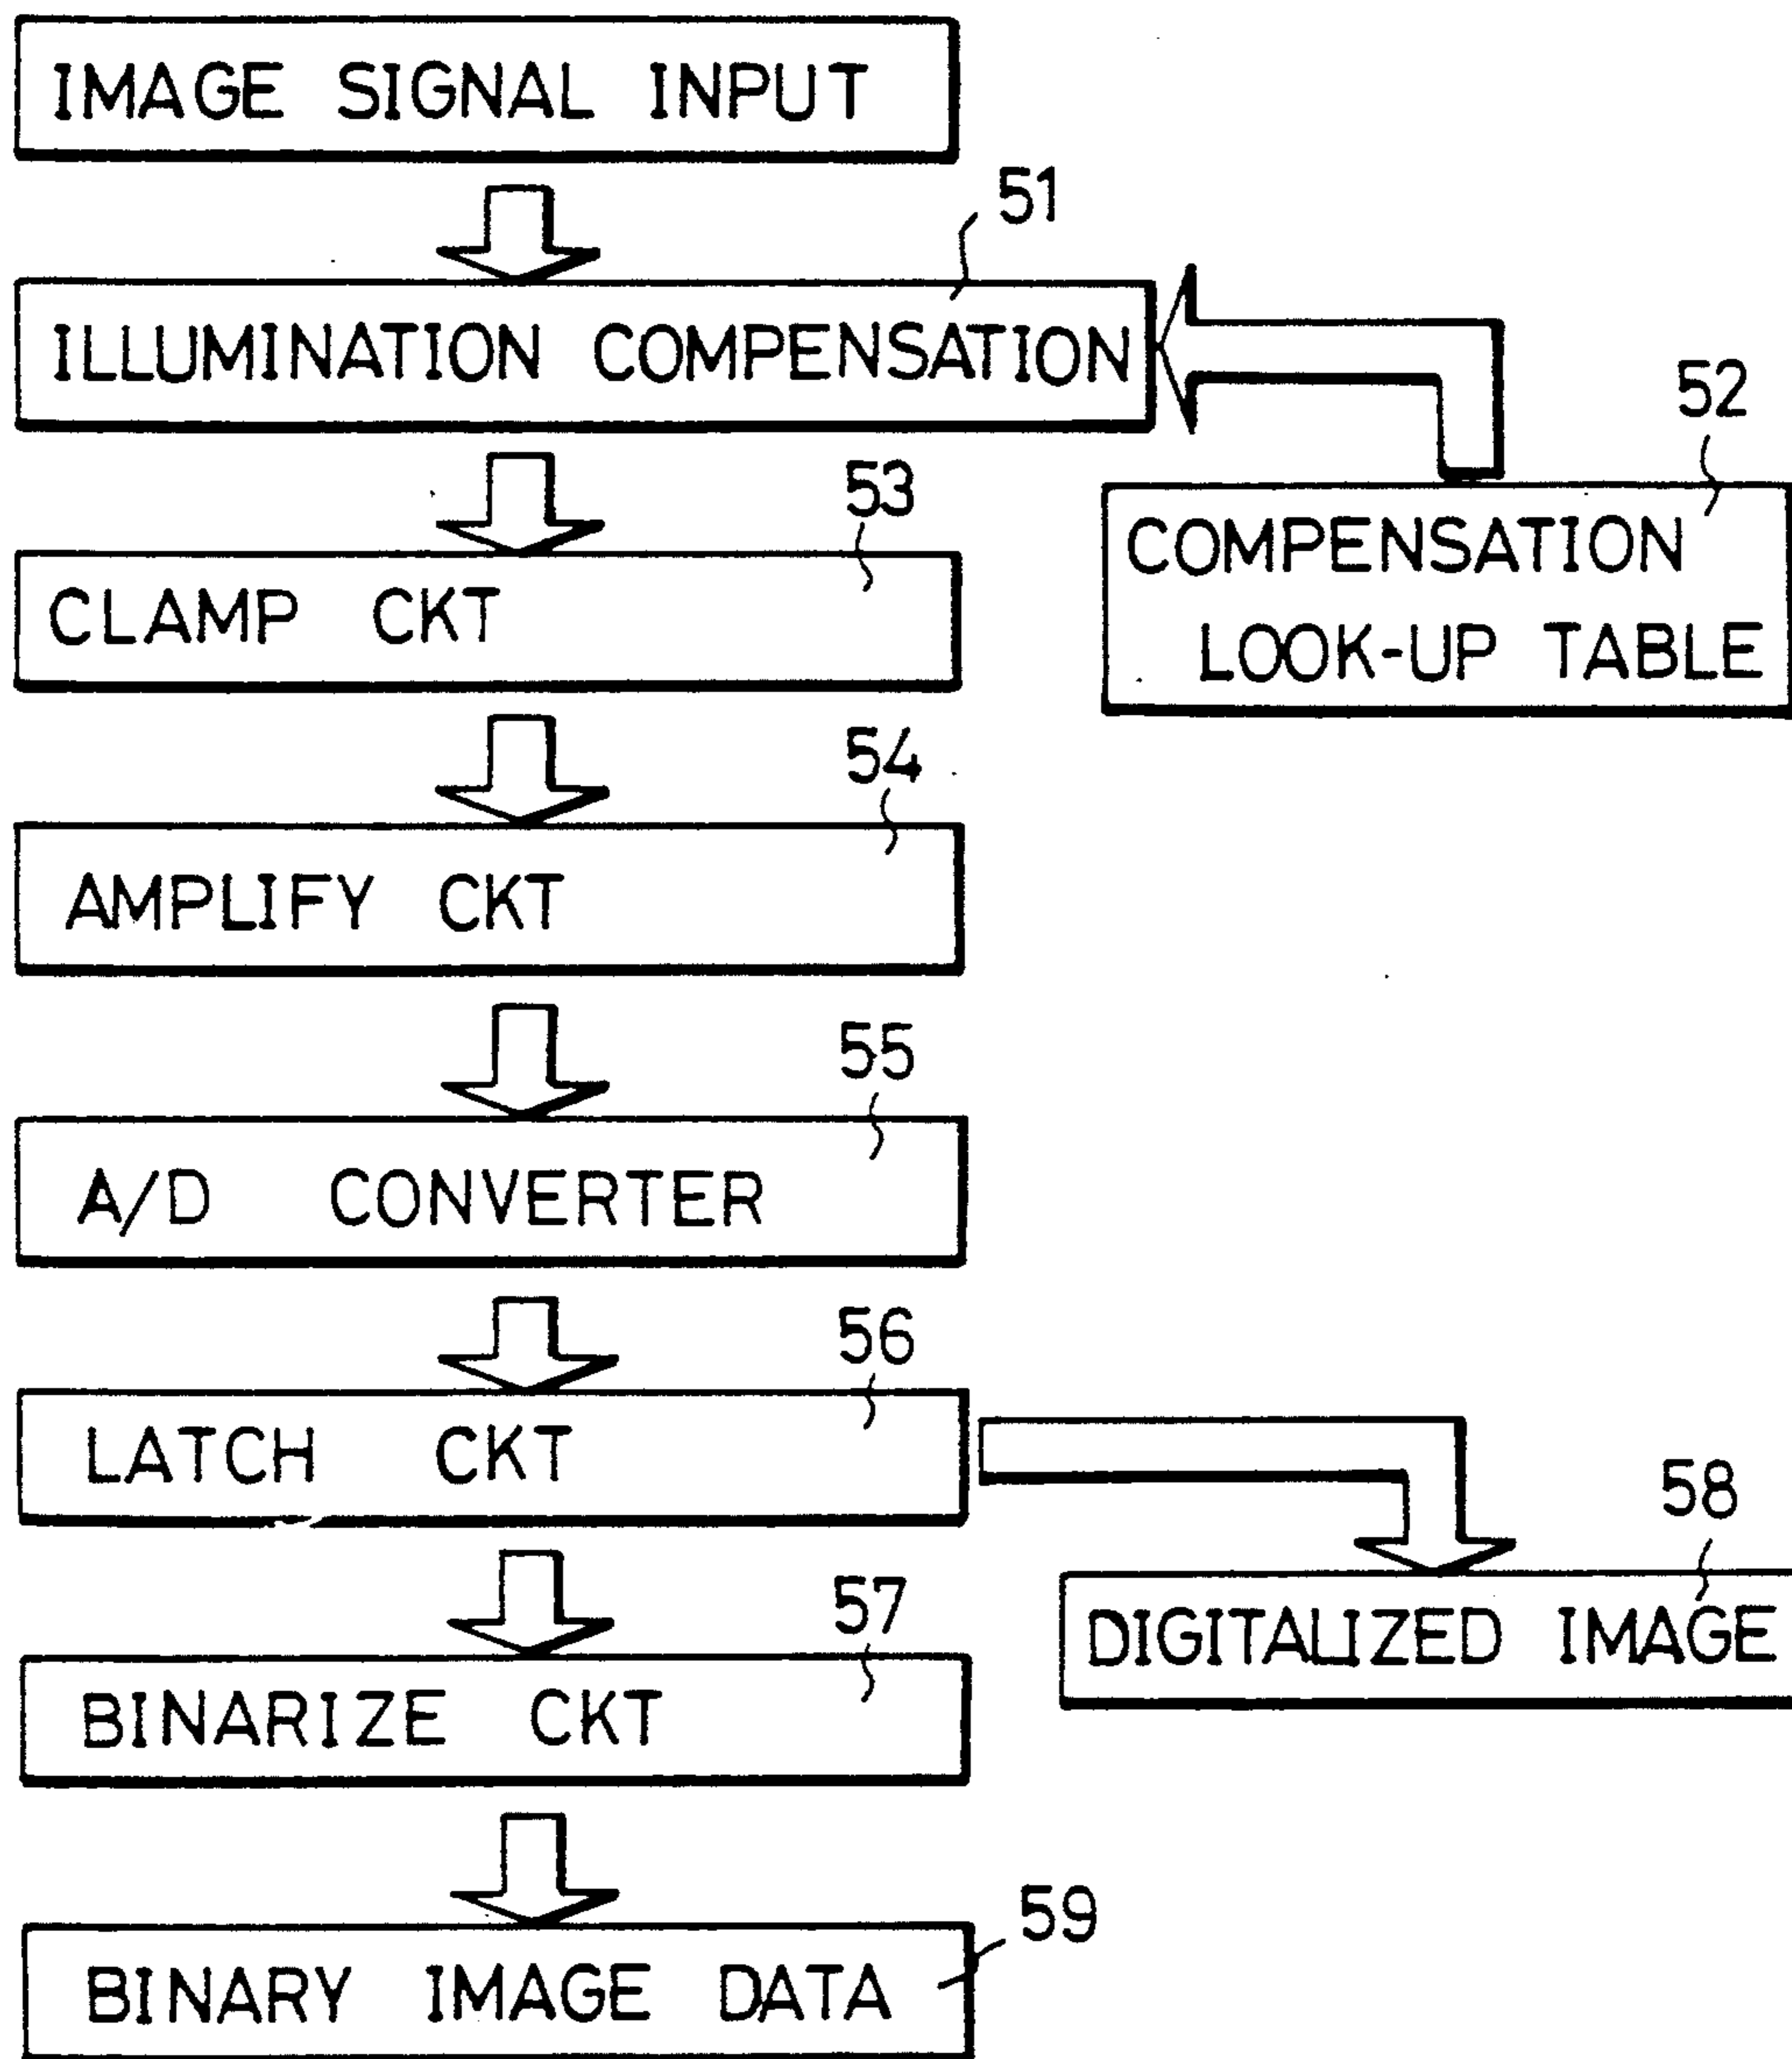 IMAGE SIGNAL INPUT
51
ILLUMINATION COMPENSATION
52
COMPENSATION
LOOK-UP TABLE
53
CLAMP CKT
54
AMPLIFY CKT
55
A/D CONVERTER
56
LATCH CKT
58
DIGITALIZED IMAGE
57
BINARIZE CKT
59
BINARY IMAGE DATA